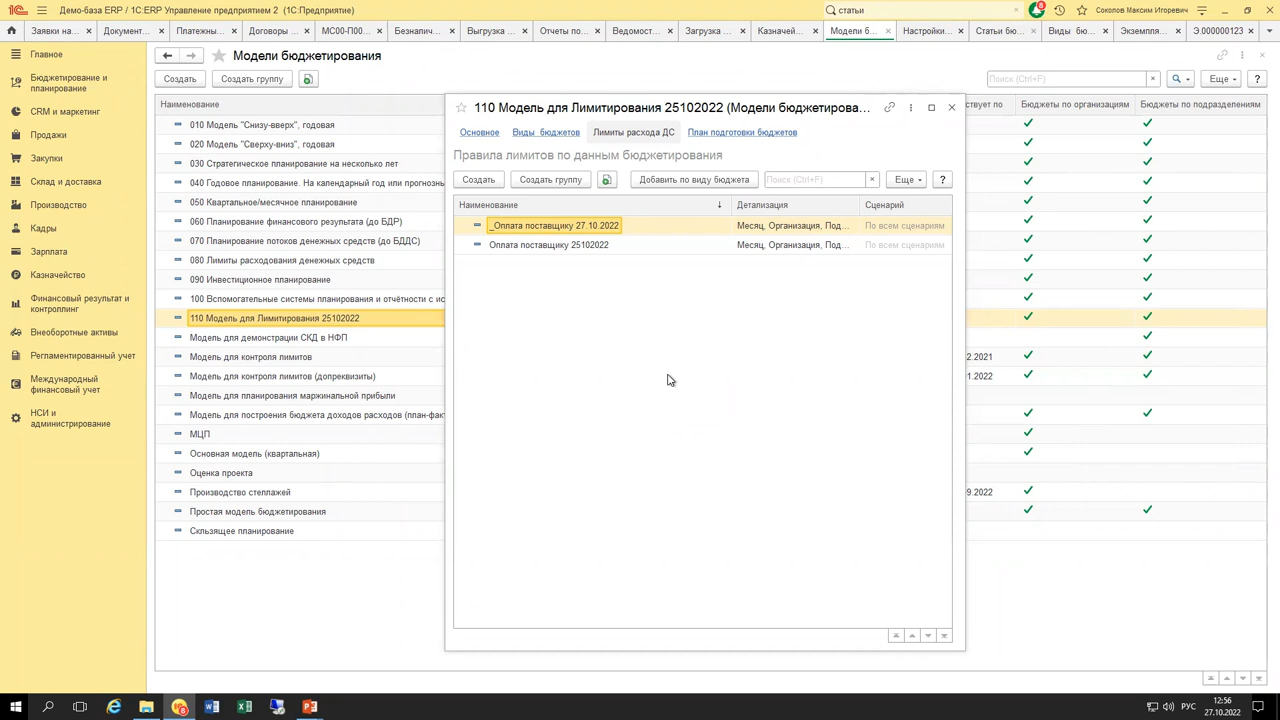 Демо-база ERP / 1С:ERP Управление предприятием 2 (1С:Предприятие)
статьи
8
Соколов Максим Игоревич
Заявки на...
Документ...
Платежны...
Договоры ...
МС00-П00...
Безналич...
Выгрузка ...
Отчеты по...
Ведомост...
Загрузка ...
Казначей...
Модели б...
Настройки...
Статьи бю...
Виды бю...
Экземпля...
Э.000000123
Главное
Бюджетирование и
планирование
CRM и маркетинг
Продажи
Закупки
Склад и доставка
Производство
Кадры
Зарплата
Казначейство
Финансовый результат и
контроллинг
Внеоборотные активы
Регламентированный учет
Международный
финансовый учет
НСИ и
администрирование
Модели бюджетирования
Создать
Создать группу
Поиск (Ctrl+F)
Еще
?
Наименование
ствует по
Бюджеты по организациям
Бюджеты по подразделениям
010 Модель "Снизу-вверх", годовая
020 Модель "Сверху-вниз", годовая
030 Стратегическое планирование на несколько лет
040 Годовое планирование. На календарный год или прогнозны
050 Квартальное/месячное планирование
060 Планирование финансового результата (до БДР)
070 Планирование потоков денежных средств (до БДДС)
080 Лимиты расходования денежных средств
090 Инвестиционное планирование
100 Вспомогательные системы планирования и отчётности с ис
110 Модель для Лимитирования 25102022
Модель для демонстрации СКД в НФП
Модель для контроля лимитов
2.2021
Модель для контроля лимитов (допреквизиты)
1.2022
Модель для планирования маржинальной прибыли
Модель для построения бюджета доходов расходов (план-фак
МЦП
Основная модель (квартальная)
Оценка проекта
Производство стеллажей
9.2022
Простая модель бюджетирования
Скльзящее планирование
110 Модель для Лимитирования 25102022 (Модели бюджетирова...
Основное
Виды бюджетов
Лимиты расхода ДС
План подготовки бюджетов
Правила лимитов по данным бюджетирования
Создать
Создать группу
Добавить по виду бюджета
Поиск (Ctrl+F)
Еще
?
Наименование
Детализация
Сценарий
_Оплата поставщику 27.10.2022
Месяц, Организация, Под...
По всем сценариям
Оплата поставщику 25102022
Месяц, Организация, Под...
По всем сценариям
РУС
12:56
27.10.2022